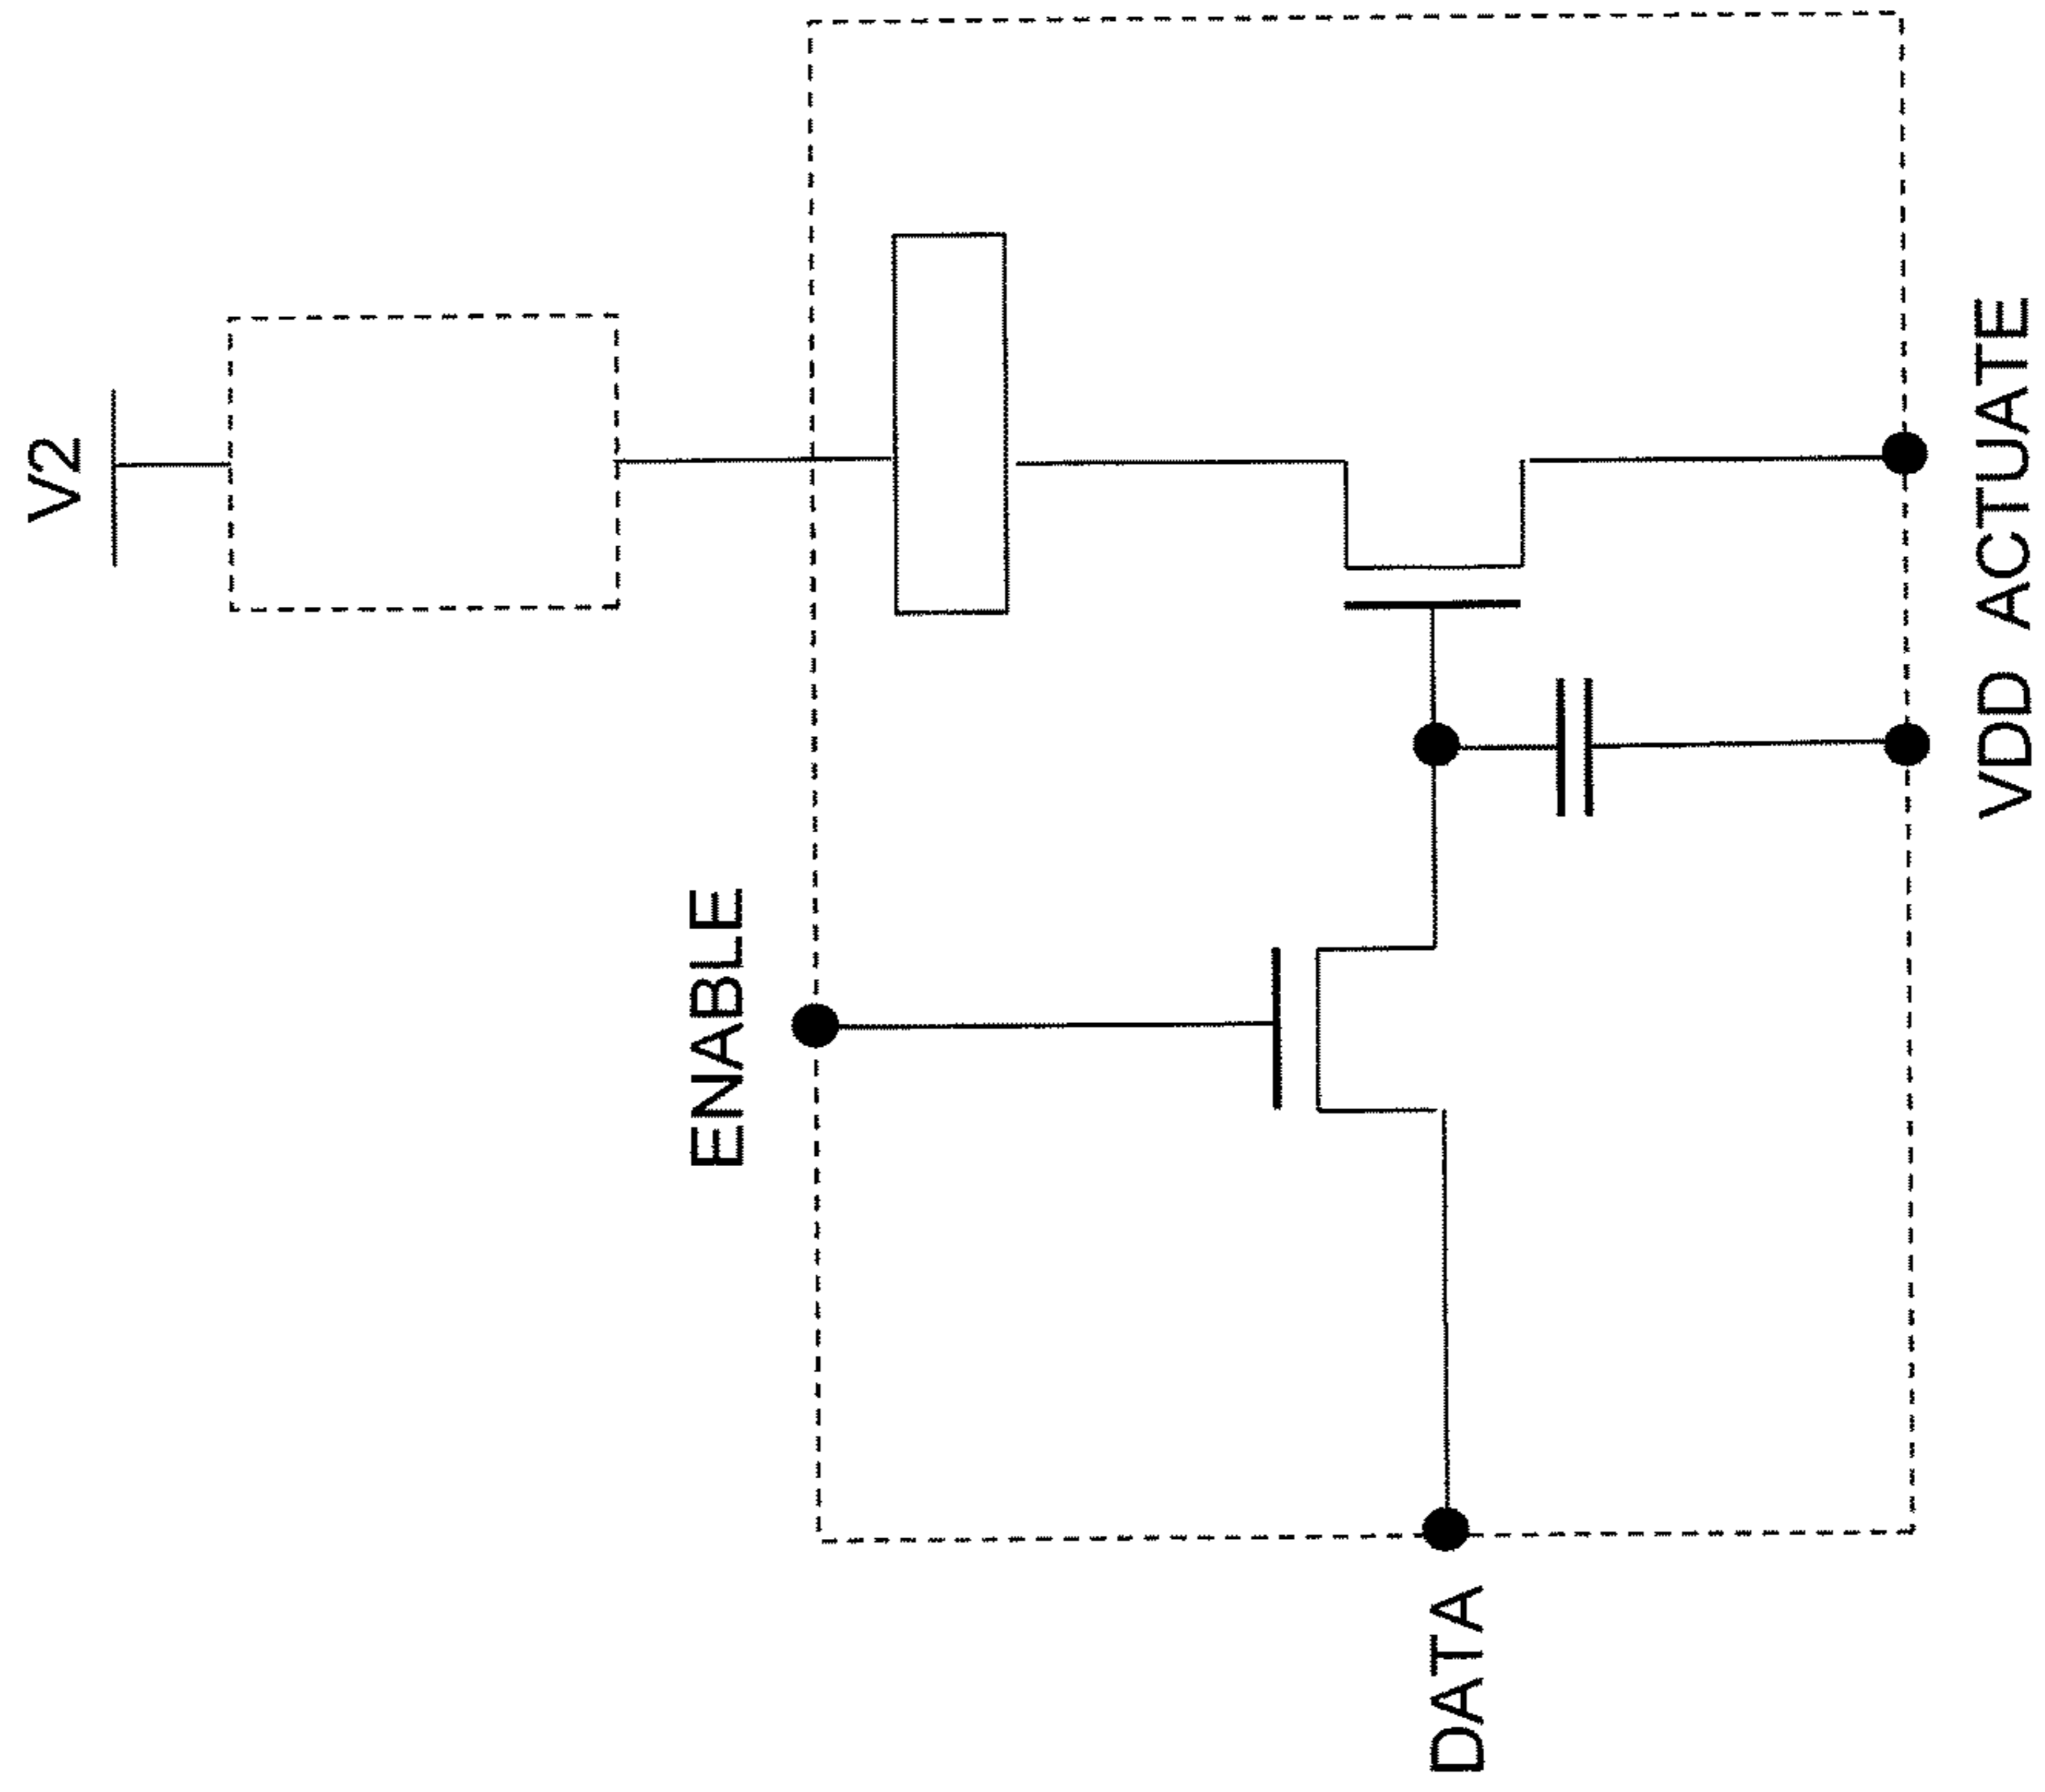 V2
ENABLE
VDD ACTUATE
DATA